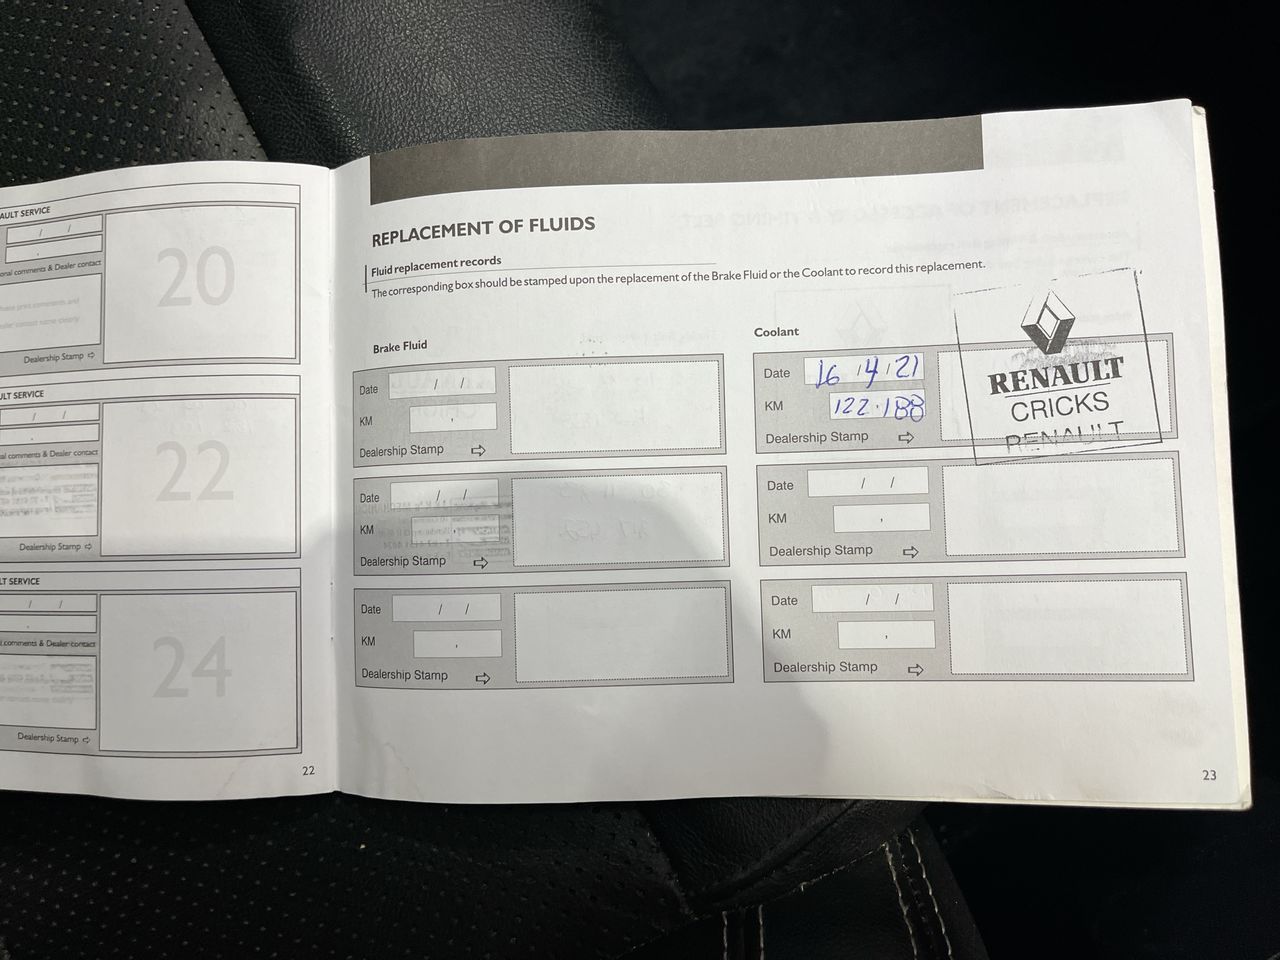 AULT SERVICE
/ /
onal comments & Dealer contact
20
Dealership Stamp ⇨
ULT SERVICE
/ /
al comments & Dealer contact
22
Dealership Stamp ⇨
LT SERVICE
/ /
l comments & Dealer contact
24
Dealership Stamp ⇨
22
REPLACEMENT OF FLUIDS
Fluid replacement records
The corresponding box should be stamped upon the replacement of the Brake Fluid or the Coolant to record this replacement.
Brake Fluid
Date / /
KM ,
Dealership Stamp ⇨
Date / /
KM ,
Dealership Stamp ⇨
Date / /
KM ,
Dealership Stamp ⇨
Coolant
Date 16 / 4 / 21
KM 122,188
Dealership Stamp ⇨
RENAULT
CRICKS
RENAULT
Date / /
KM ,
Dealership Stamp ⇨
Date / /
KM ,
Dealership Stamp ⇨
23